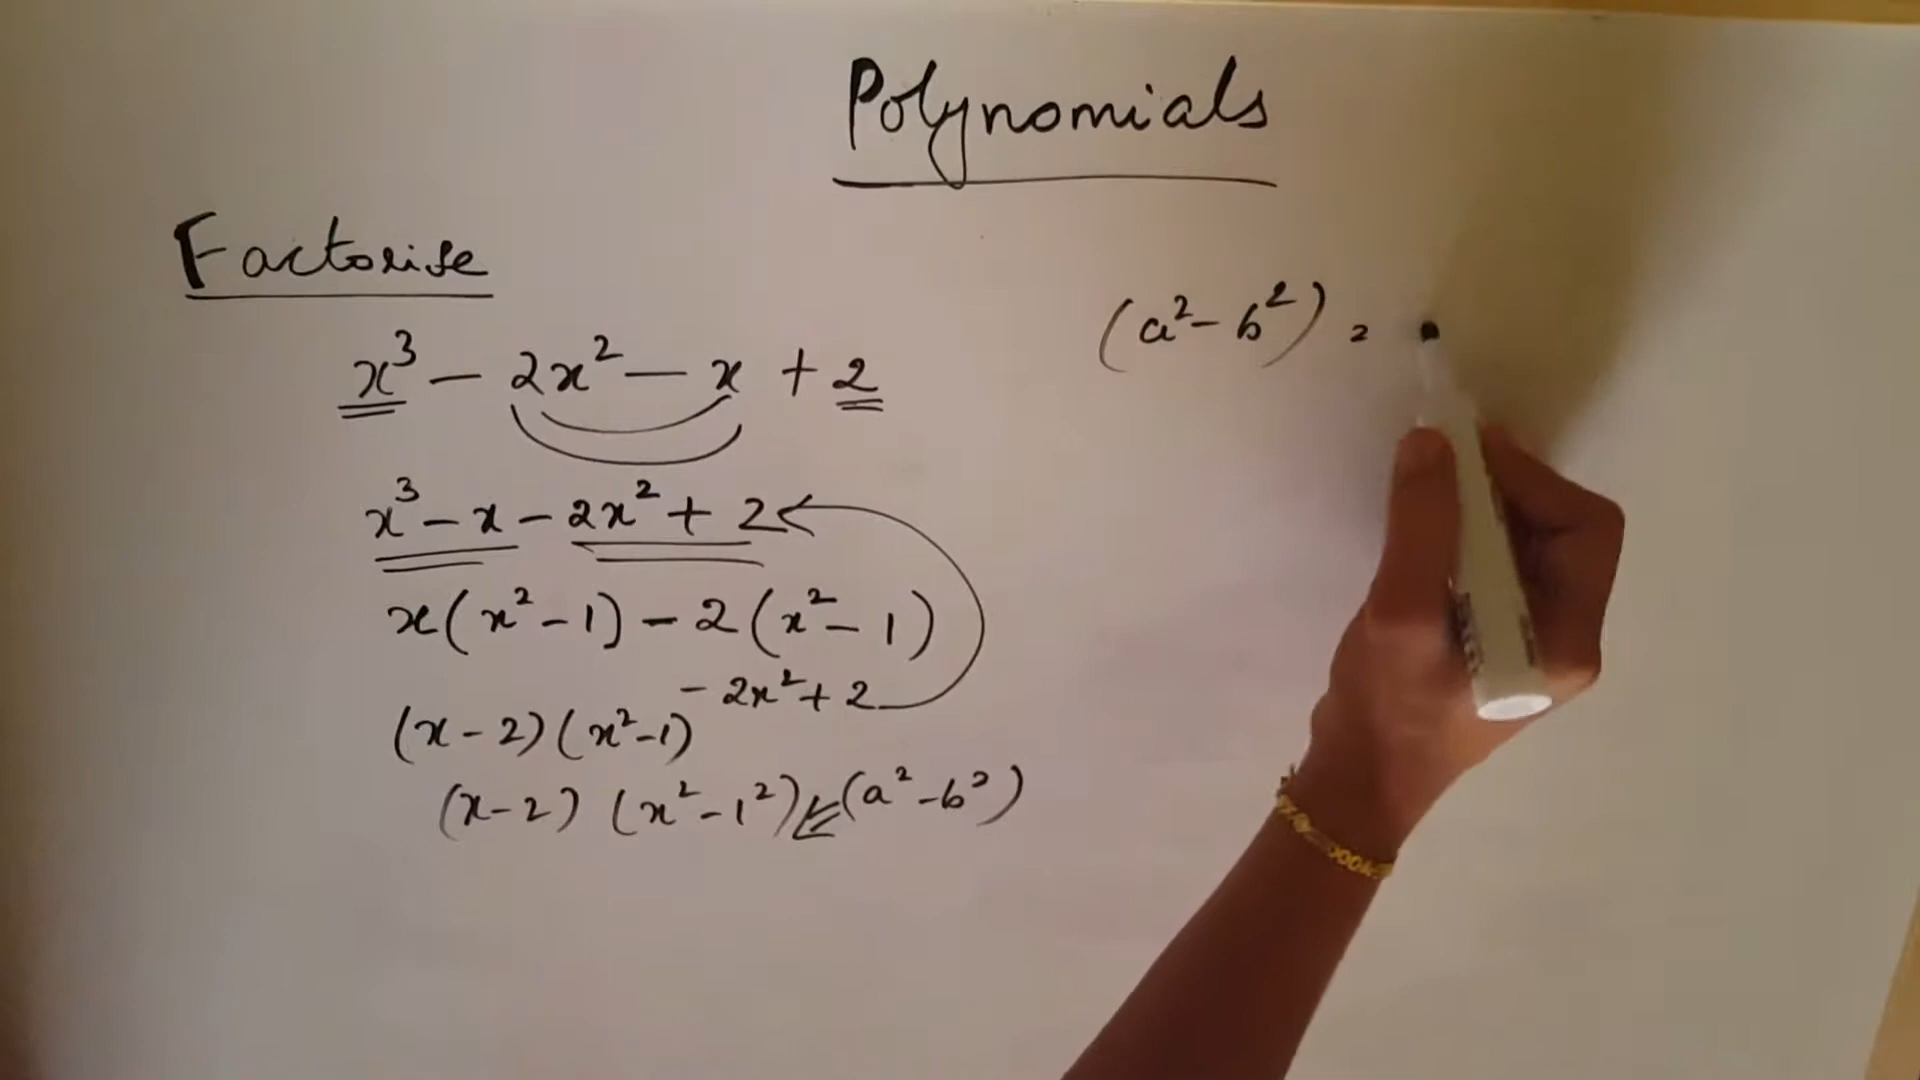 Polynomials
Factorise
x³ - 2x² - x + 2
x³ - x - 2x² + 2
x(x² - 1) - 2(x² - 1)
- 2x² + 2
(x - 2)(x² - 1)
(x - 2) (x² - 1²) (a² - b²)
(a² - b²) =